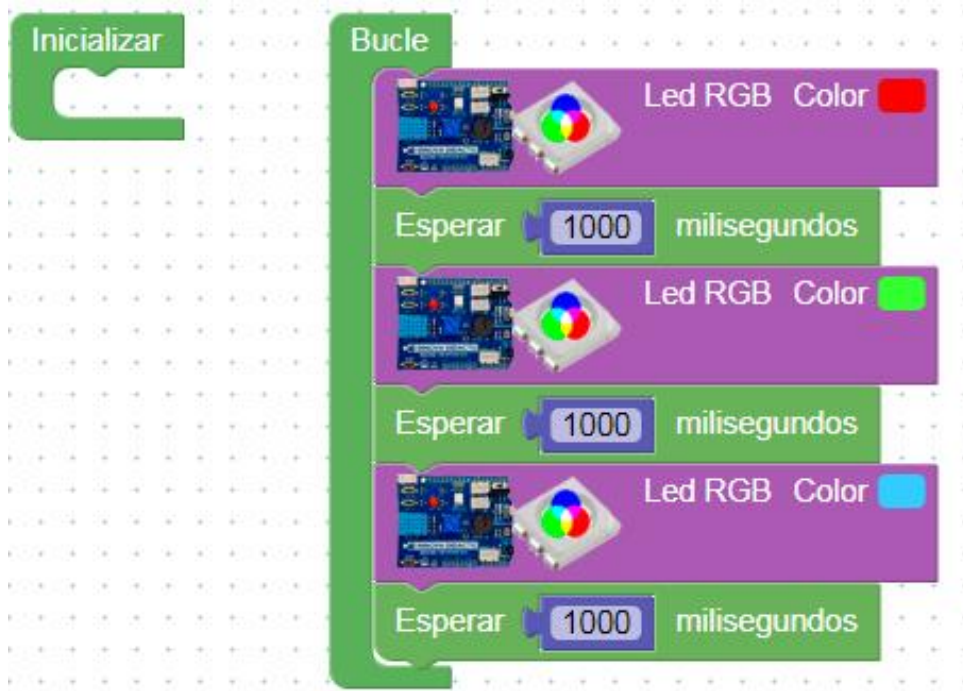 Inicializar
Bucle
Led RGB Color
Esperar 1000 milisegundos
Led RGB Color
Esperar 1000 milisegundos
Led RGB Color
Esperar 1000 milisegundos